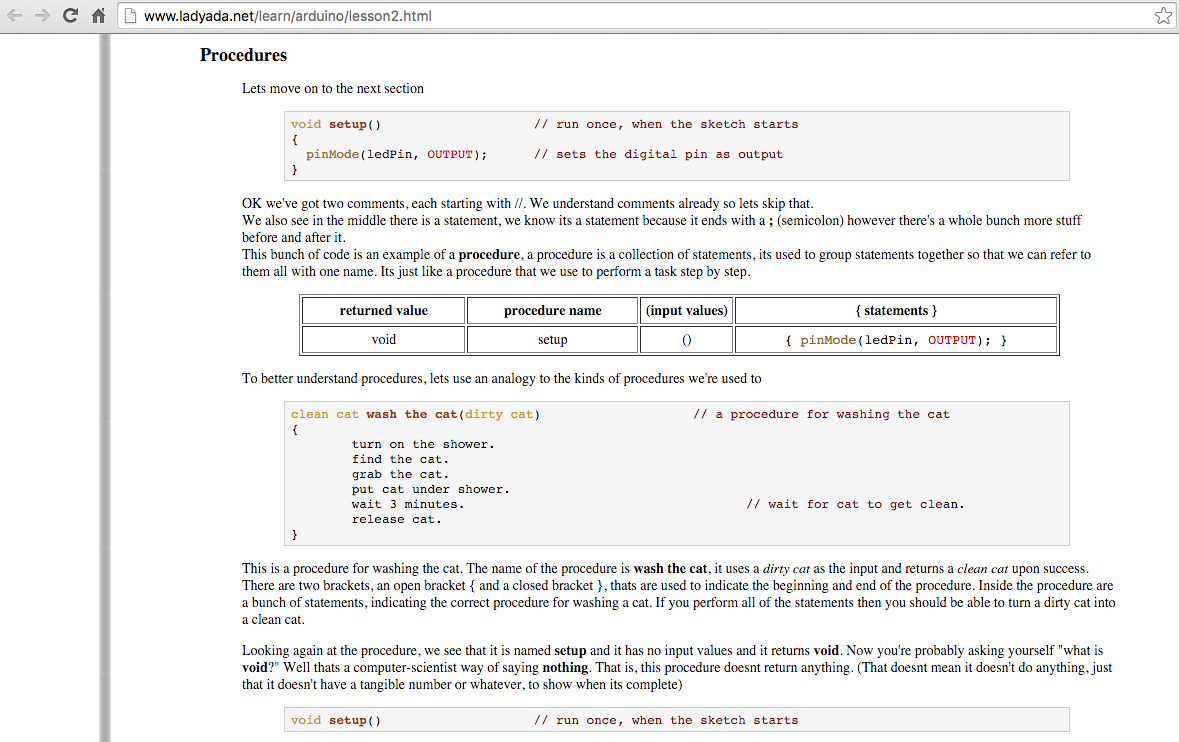 www.ladyada.net/learn/arduino/lesson2.html
Procedures
Lets move on to the next section
void setup() // run once, when the sketch starts
{
pinMode(ledPin, OUTPUT); // sets the digital pin as output
}
OK we've got two comments, each starting with //. We understand comments already so lets skip that.
We also see in the middle there is a statement, we know its a statement because it ends with a ; (semicolon) however there's a whole bunch more stuff
before and after it.
This bunch of code is an example of a procedure, a procedure is a collection of statements, its used to group statements together so that we can refer to
them all with one name. Its just like a procedure that we use to perform a task step by step.
returned value procedure name (input values) { statements }
void setup () { pinMode(ledPin, OUTPUT); }
To better understand procedures, lets use an analogy to the kinds of procedures we're used to
clean cat wash the cat(dirty cat) // a procedure for washing the cat
{
turn on the shower.
find the cat.
grab the cat.
put cat under shower.
wait 3 minutes. // wait for cat to get clean.
release cat.
}
This is a procedure for washing the cat. The name of the procedure is wash the cat, it uses a dirty cat as the input and returns a clean cat upon success.
There are two brackets, an open bracket { and a closed bracket }, thats are used to indicate the beginning and end of the procedure. Inside the procedure are
a bunch of statements, indicating the correct procedure for washing a cat. If you perform all of the statements then you should be able to turn a dirty cat into
a clean cat.
Looking again at the procedure, we see that it is named setup and it has no input values and it returns void. Now you're probably asking yourself "what is
void?" Well thats a computer-scientist way of saying nothing. That is, this procedure doesnt return anything. (That doesnt mean it doesn't do anything, just
that it doesn't have a tangible number or whatever, to show when its complete)
void setup() // run once, when the sketch starts